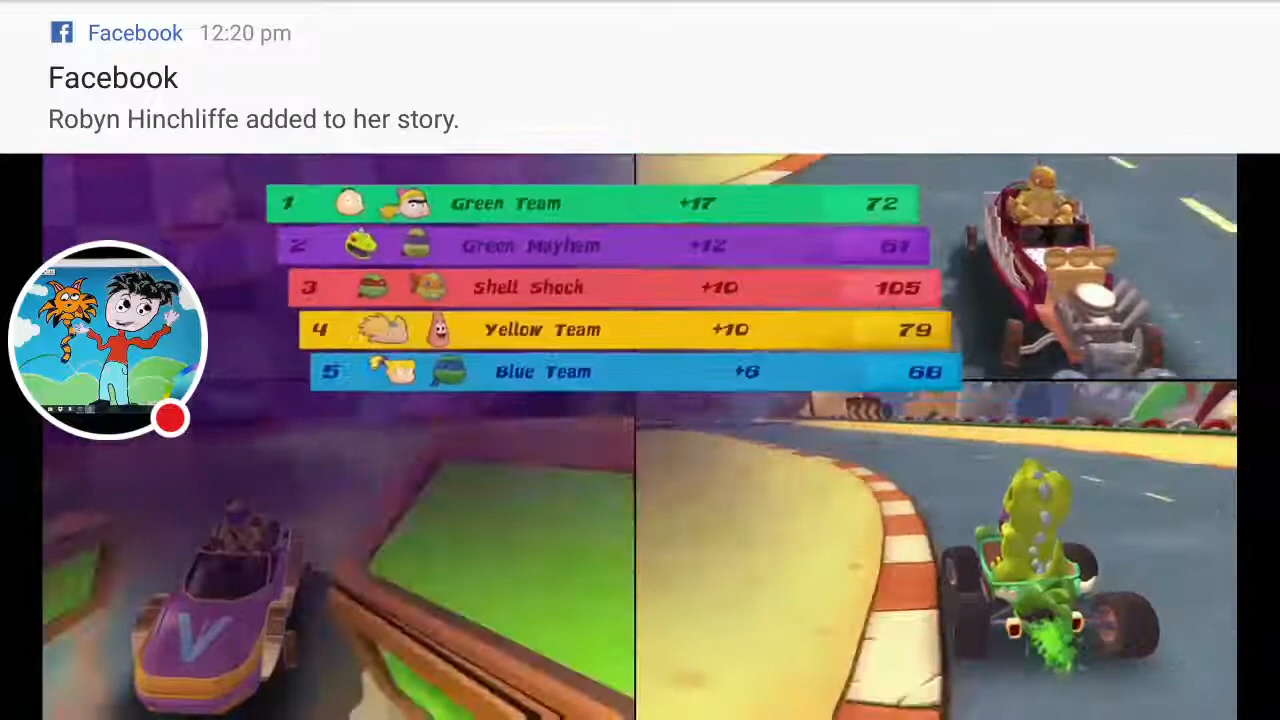 Facebook 12:20 pm
Facebook
Robyn Hinchliffe added to her story.
1 Green Team +17 72
2 Green Mayhem +12 61
3 Shell Shock +10 105
4 Yellow Team +10 79
5 Blue Team +6 68
V